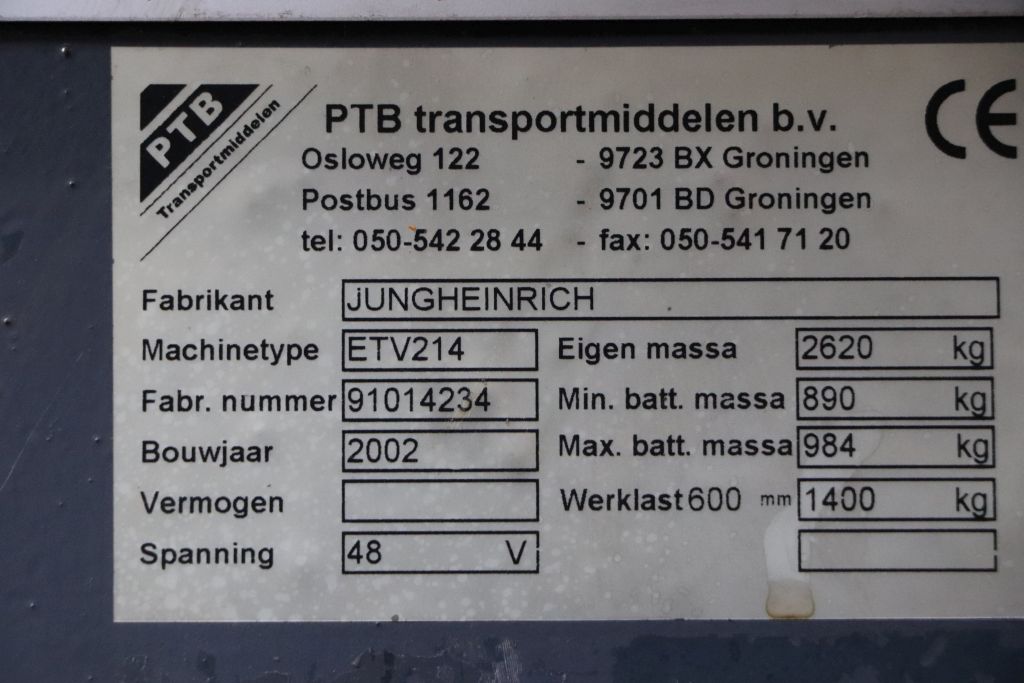 PTB
Transportmiddelen
PTB transportmiddelen b.v.
CE
Osloweg 122 - 9723 BX Groningen
Postbus 1162 - 9701 BD Groningen
tel: 050-542 28 44 - fax: 050-541 71 20
Fabrikant JUNGHEINRICH
Machinetype ETV214 Eigen massa 2620 kg
Fabr. nummer 91014234 Min. batt. massa 890 kg
Bouwjaar 2002 Max. batt. massa 984 kg
Vermogen Werklast 600 mm 1400 kg
Spanning 48 V